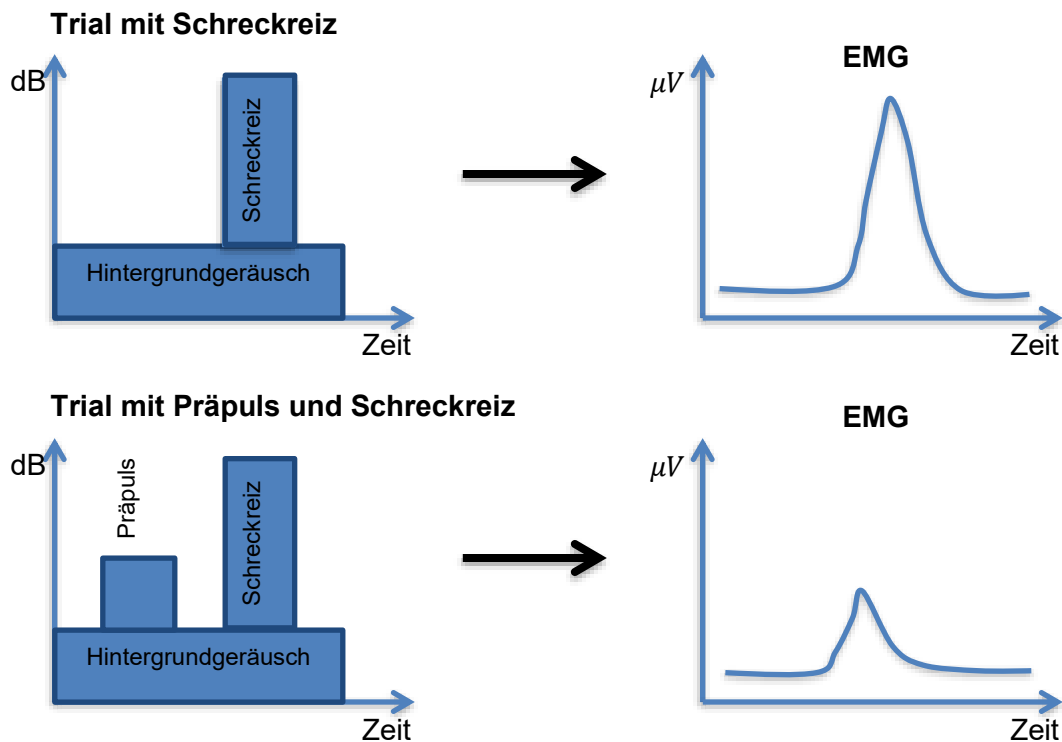 Trial mit Schreckreiz
dB
Schreckreiz
Hintergrundgeräusch
Zeit
EMG
μV
Zeit
Trial mit Präpuls und Schreckreiz
dB
Präpuls
Schreckreiz
Hintergrundgeräusch
Zeit
EMG
μV
Zeit